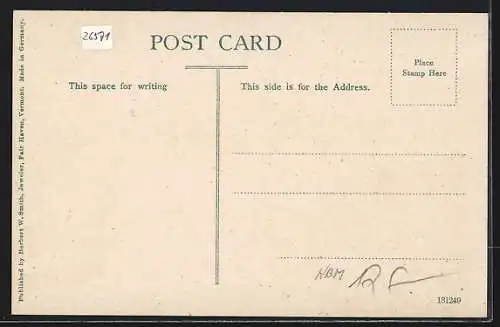 26571
POST CARD
Place
Stamp Here
This space for writing
This side is for the Address.
Published by Herbert W. Smith, Jeweler, Fair Haven, Vermont. Made in Germany.
131249